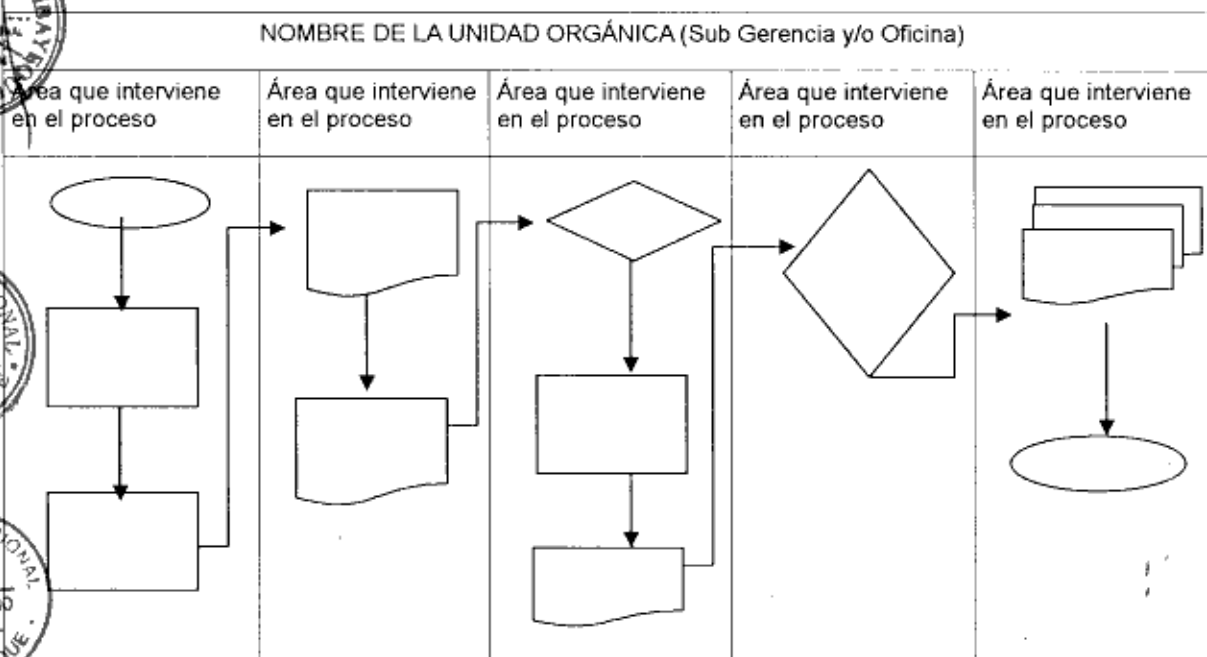 NOMBRE DE LA UNIDAD ORGÁNICA (Sub Gerencia y/o Oficina)
Área que interviene
en el proceso
Área que interviene
en el proceso
Área que interviene
en el proceso
Área que interviene
en el proceso
Área que interviene
en el proceso